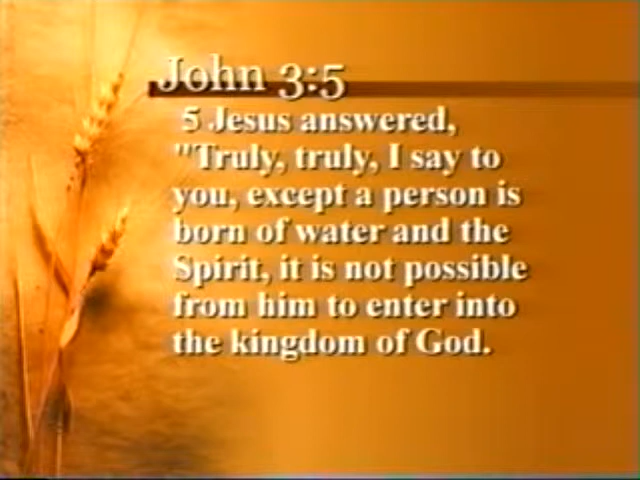 John 3:5
5 Jesus answered,
"Truly, truly, I say to
you, except a person is
born of water and the
Spirit, it is not possible
from him to enter into
the kingdom of God.